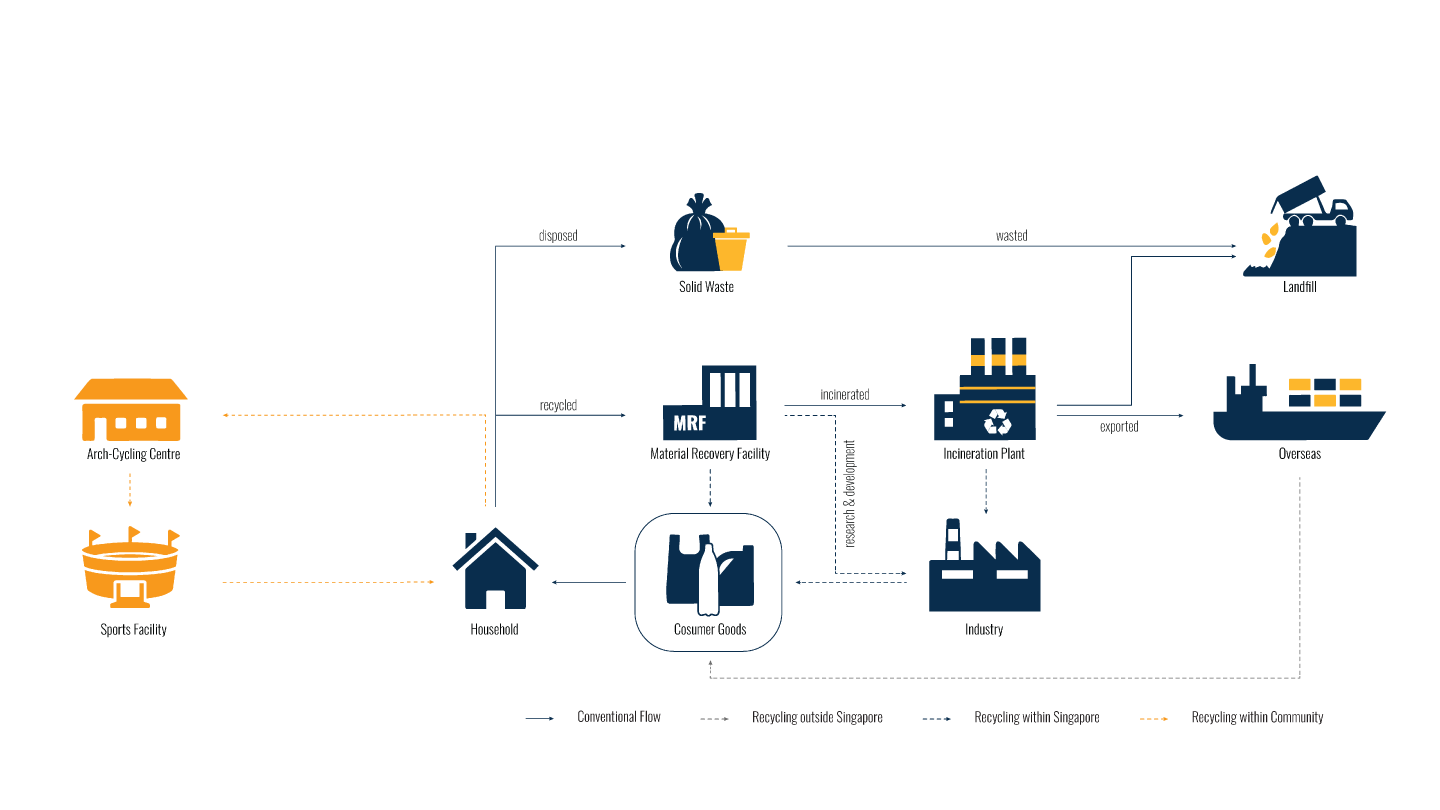 disposed
wasted
Solid Waste
Landfill
recycled
incinerated
MRF
exported
Arch-Cycling Centre
Material Recovery Facility
Incineration Plant
Overseas
research & development
Sports Facility
Household
Cosumer Goods
Industry
Conventional Flow
Recycling outside Singapore
Recycling within Singapore
Recycling within Community